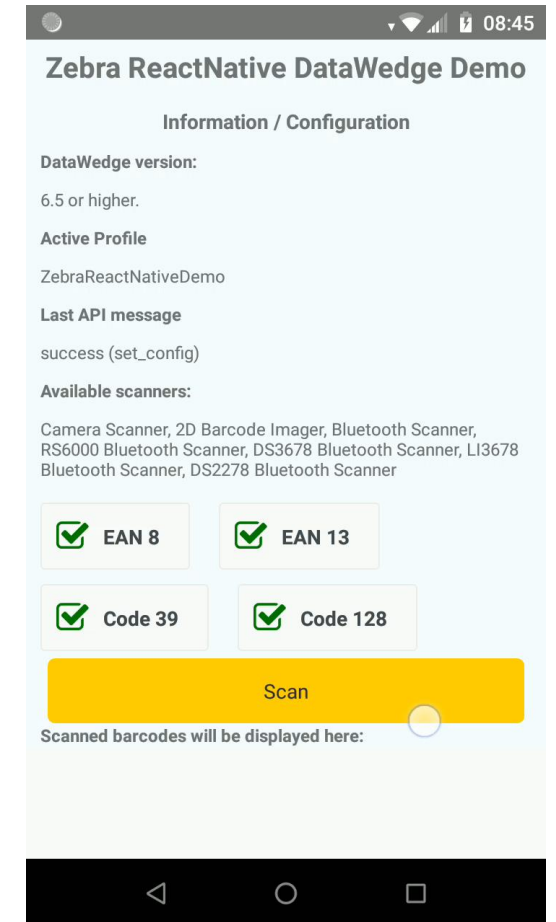 08:45
Zebra ReactNative DataWedge Demo
Information / Configuration
DataWedge version:
6.5 or higher.
Active Profile
ZebraReactNativeDemo
Last API message
success (set_config)
Available scanners:
Camera Scanner, 2D Barcode Imager, Bluetooth Scanner,
RS6000 Bluetooth Scanner, DS3678 Bluetooth Scanner, LI3678
Bluetooth Scanner, DS2278 Bluetooth Scanner
EAN 8 EAN 13
Code 39 Code 128
Scan
Scanned barcodes will be displayed here: